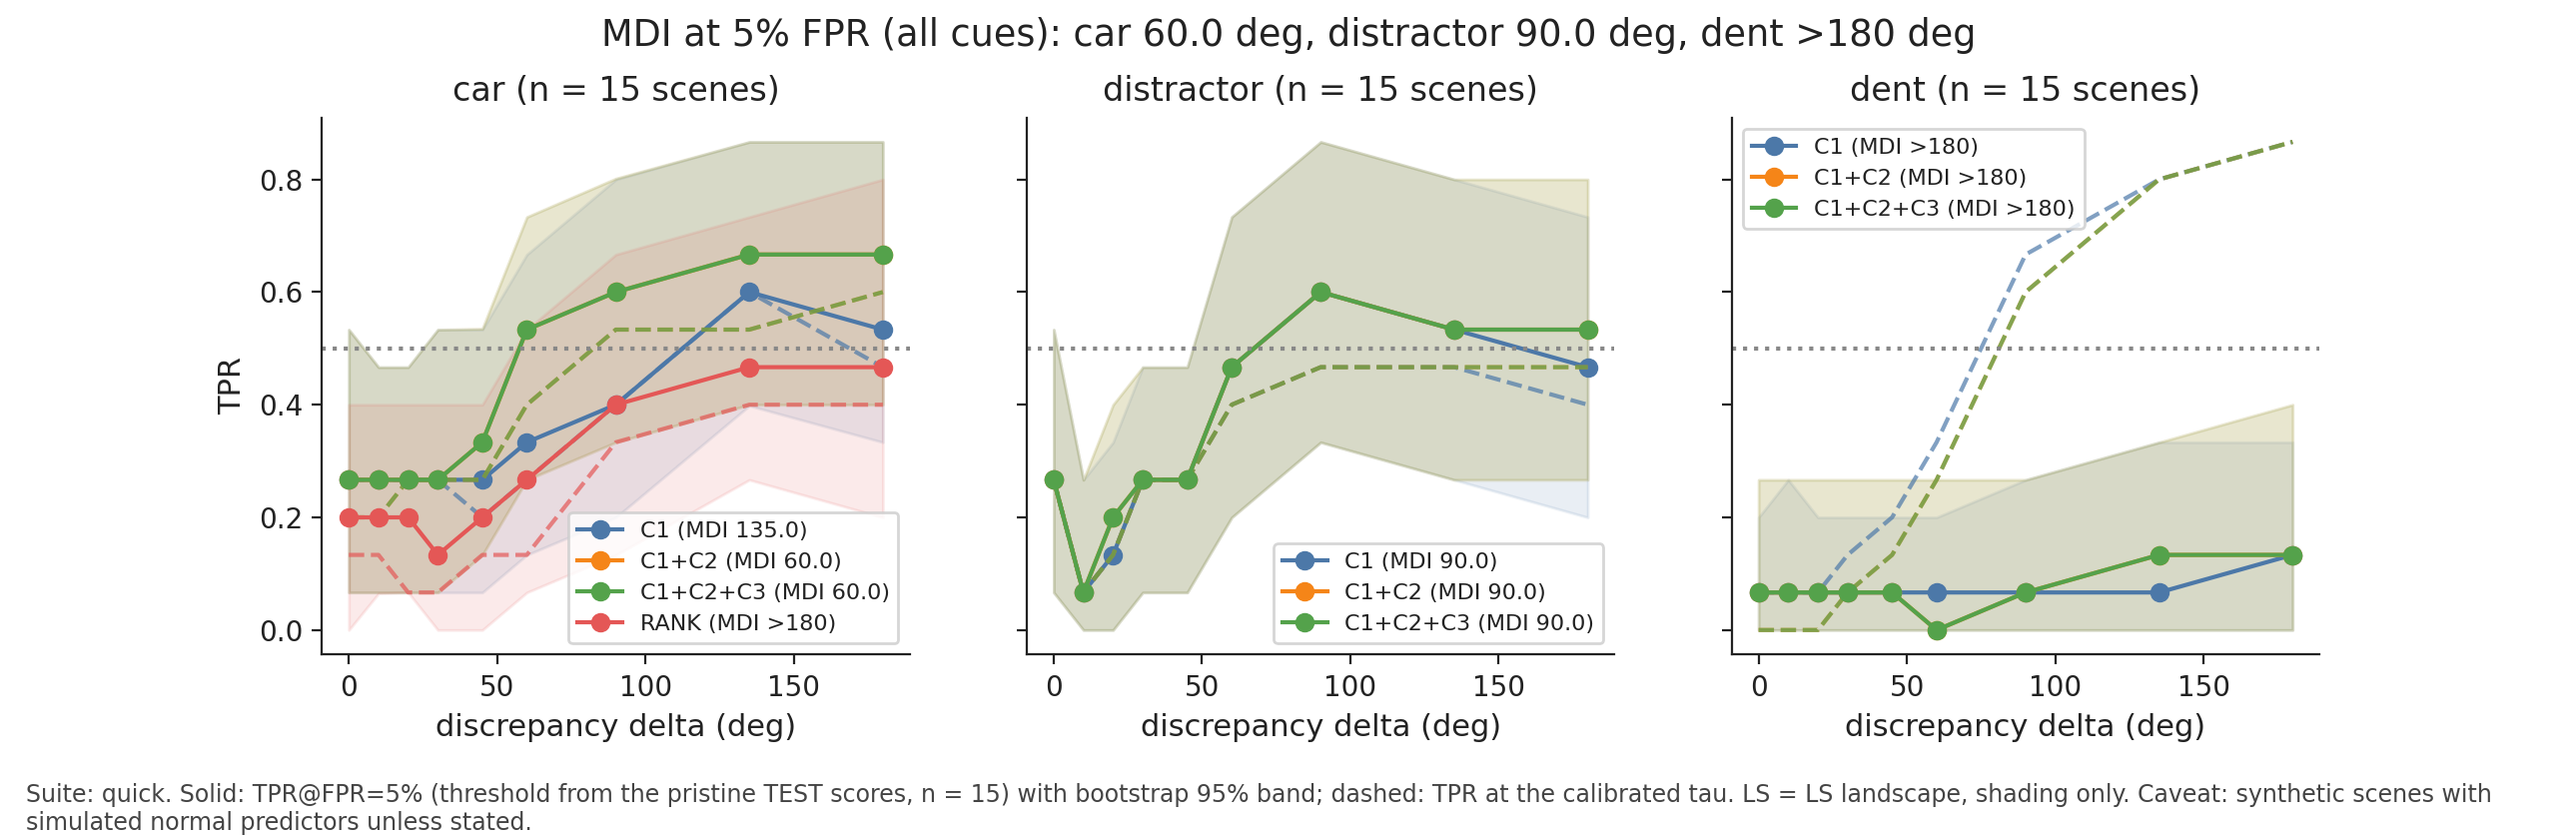 MDI at 5% FPR (all cues): car 60.0 deg, distractor 90.0 deg, dent >180 deg
car (n = 15 scenes)
TPR
0.8
0.6
0.4
0.2
0.0
C1 (MDI 135.0)
C1+C2 (MDI 60.0)
C1+C2+C3 (MDI 60.0)
RANK (MDI >180)
0 50 100 150
discrepancy delta (deg)
distractor (n = 15 scenes)
C1 (MDI 90.0)
C1+C2 (MDI 90.0)
C1+C2+C3 (MDI 90.0)
0 50 100 150
discrepancy delta (deg)
dent (n = 15 scenes)
C1 (MDI >180)
C1+C2 (MDI >180)
C1+C2+C3 (MDI >180)
0 50 100 150
discrepancy delta (deg)
Suite: quick. Solid: TPR@FPR=5% (threshold from the pristine TEST scores, n = 15) with bootstrap 95% band; dashed: TPR at the calibrated tau. LS = LS landscape, shading only. Caveat: synthetic scenes with
simulated normal predictors unless stated.